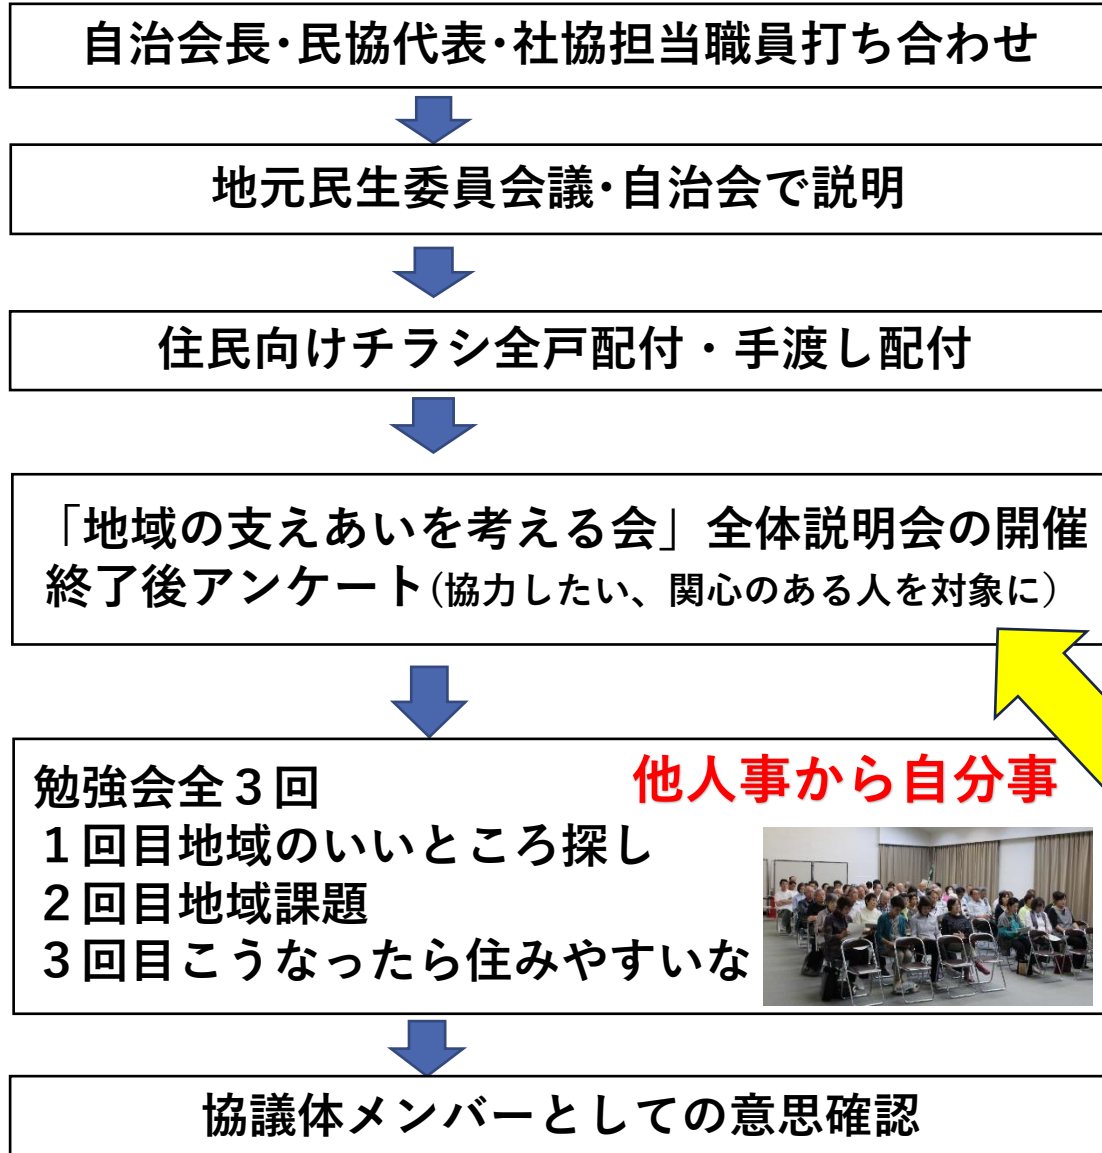 自治会長･民協代表･社協担当職員打ち合わせ
地元民生委員会議･自治会で説明
住民向けチラシ全戸配付・手渡し配付
「地域の支えあいを考える会」全体説明会の開催
終了後アンケート(協力したい、関心のある人を対象に)
勉強会全３回
他人事から自分事
１回目地域のいいところ探し
２回目地域課題
３回目こうなったら住みやすいな
協議体メンバーとしての意思確認